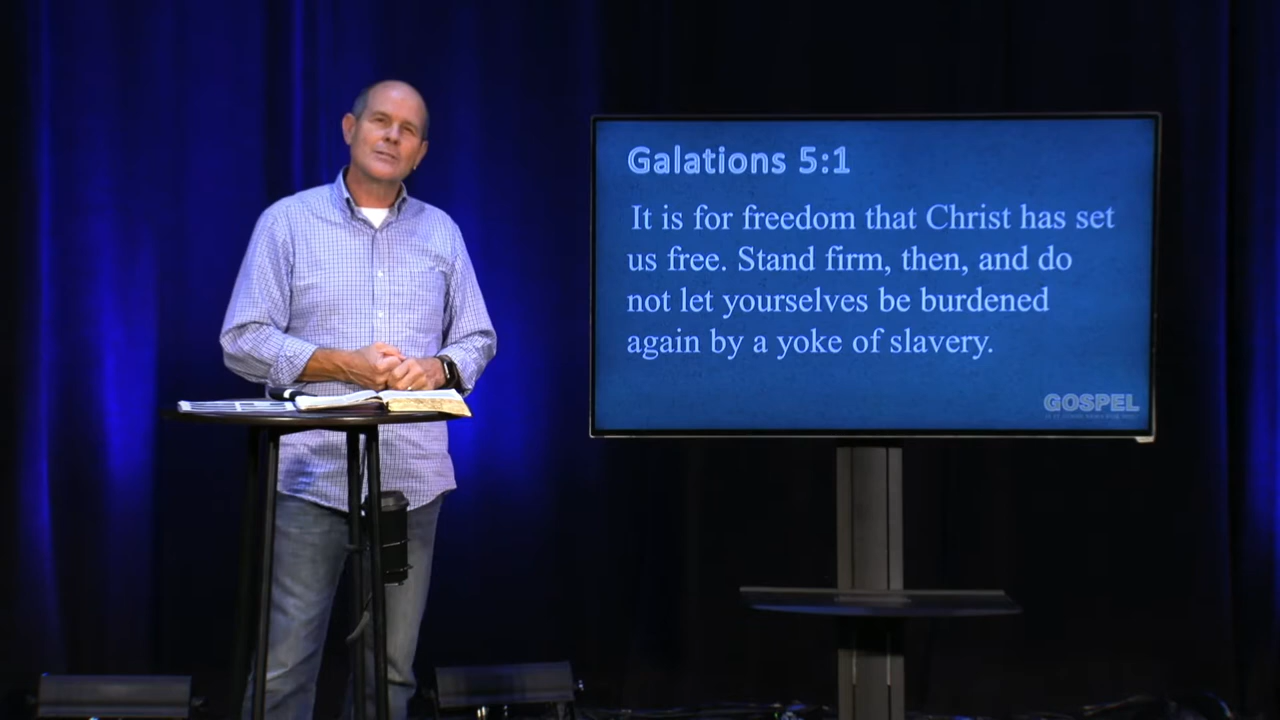 Galations 5:1
It is for freedom that Christ has set
us free. Stand firm, then, and do
not let yourselves be burdened
again by a yoke of slavery.
GOSPEL